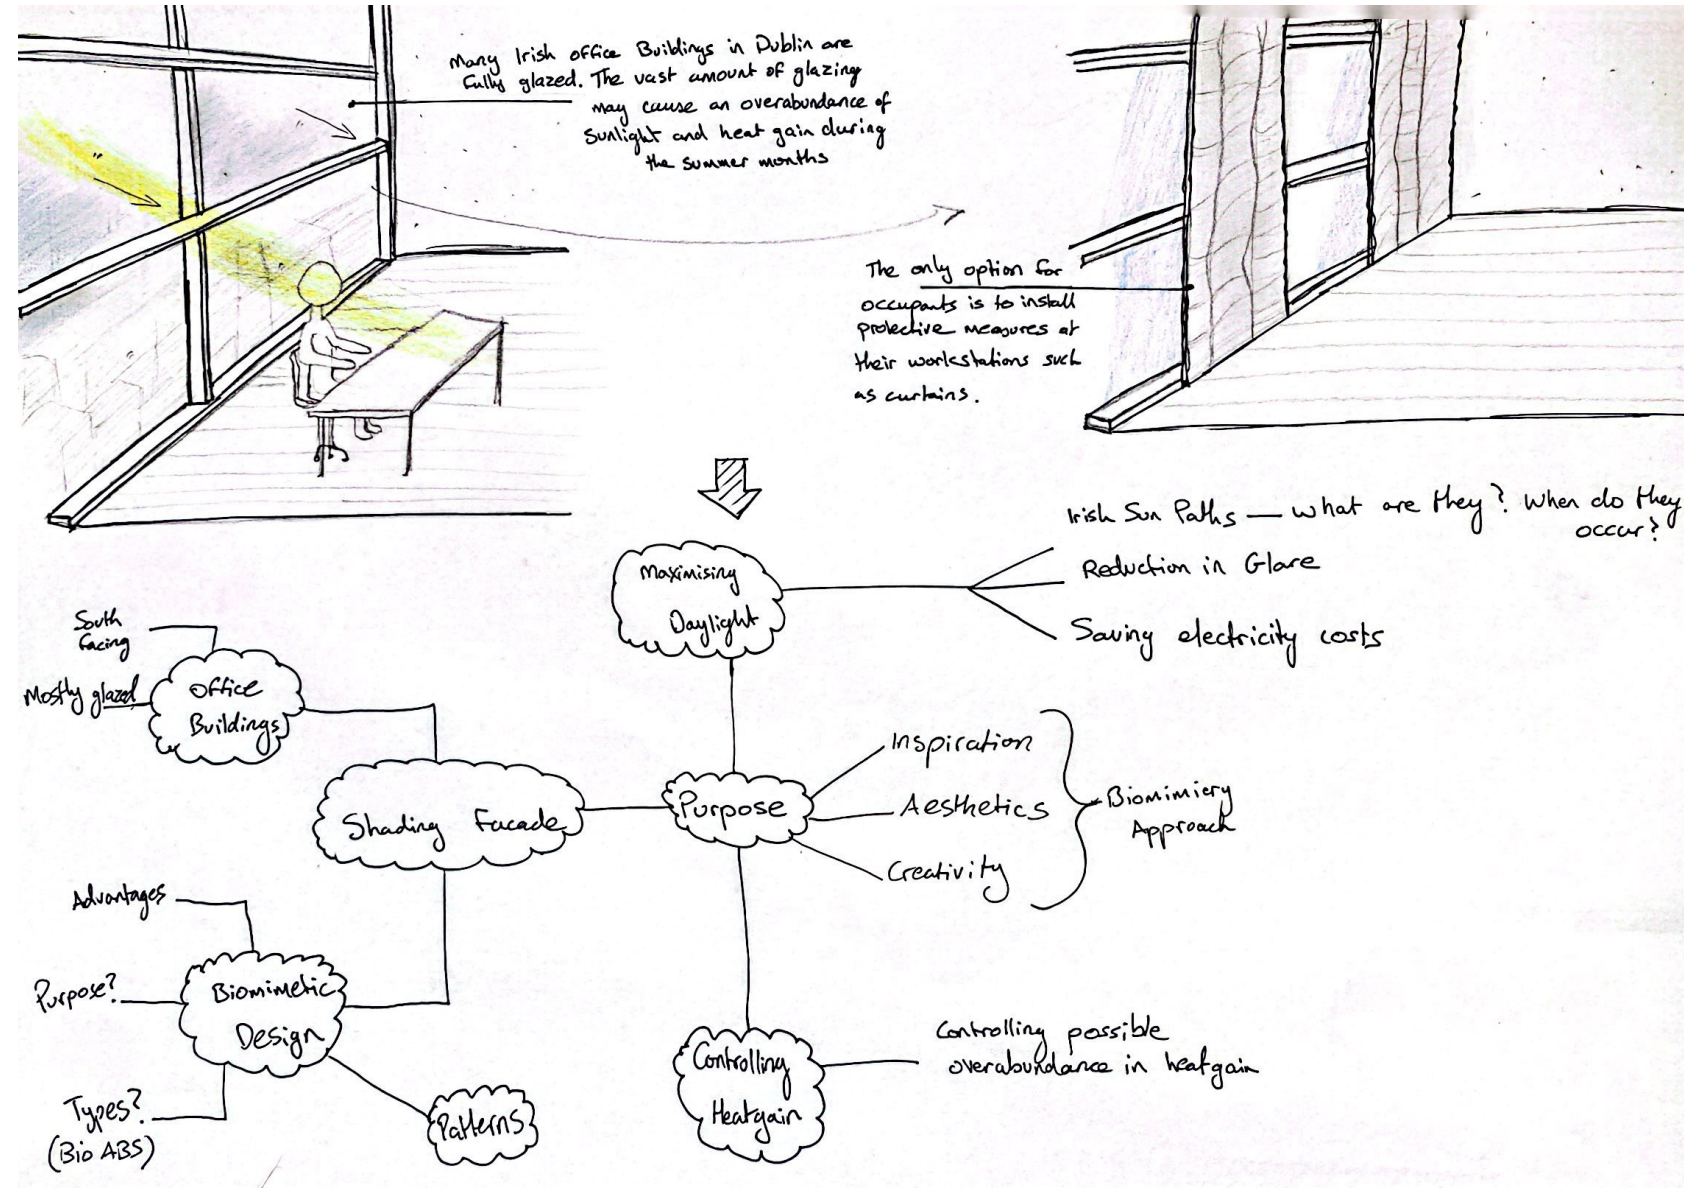 Many Irish office Buildings in Dublin are
fully glazed. The vast amount of glazing
may cause an overabundance of
sunlight and heat gain during
the summer months
The only option for
occupants is to install
protective measures at
their workstations such
as curtains.
Irish Sun Paths — what are they? When do they
occur?
Reduction in Glare
Saving electricity costs
Maximising
Daylight
South
facing
Mostly glazed
Office
Buildings
Shading Facade
Purpose
Inspiration
Aesthetics
Creativity
Biomimicry
Approach
Advantages
Purpose?
Types?
(Bio ABS)
Biomimetic
Design
Patterns
Controlling
Heatgain
Controlling possible
overabundance in heatgain